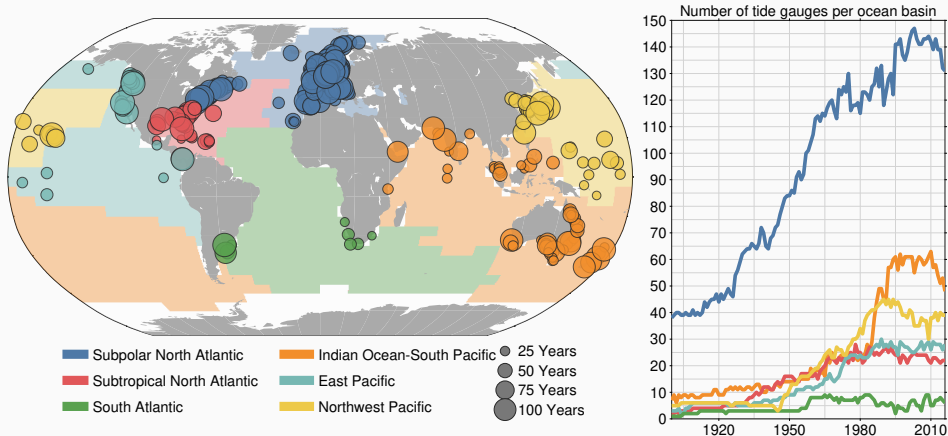 Number of tide gauges per ocean basin
150
140
130
120
110
100
90
80
70
60
50
40
30
20
10
0
1920
1950
1980
2010
Subpolar North Atlantic
Subtropical North Atlantic
South Atlantic
Indian Ocean-South Pacific
East Pacific
Northwest Pacific
25 Years
50 Years
75 Years
100 Years